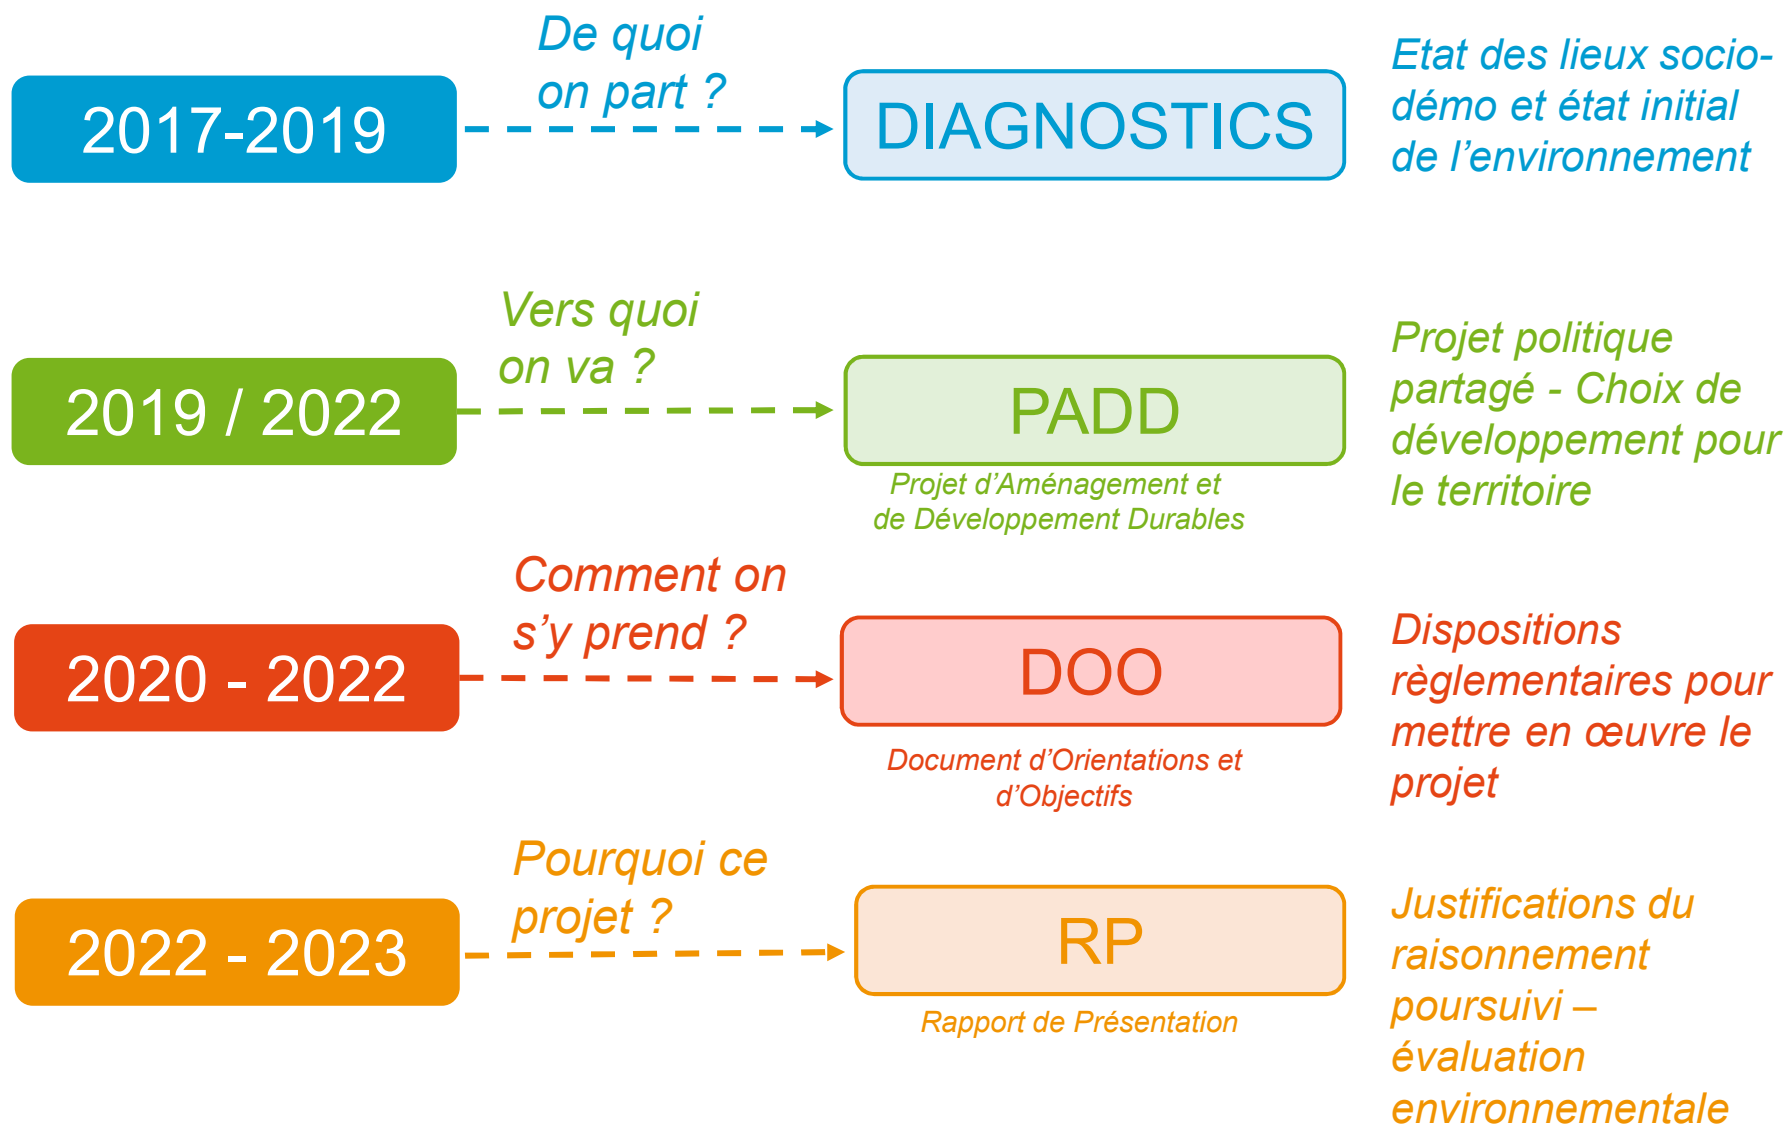 De quoi
on part ?
2017-2019
DIAGNOSTICS
Etat des lieux socio-
démo et état initial
de l’environnement
Vers quoi
on va ?
2019 / 2022
PADD
Projet d’Aménagement et
de Développement Durables
Projet politique
partagé - Choix de
développement pour
le territoire
Comment on
s’y prend ?
2020 - 2022
DOO
Document d’Orientations et
d’Objectifs
Dispositions
règlementaires pour
mettre en œuvre le
projet
Pourquoi ce
projet ?
2022 - 2023
RP
Rapport de Présentation
Justifications du
raisonnement
poursuivi –
évaluation
environnementale